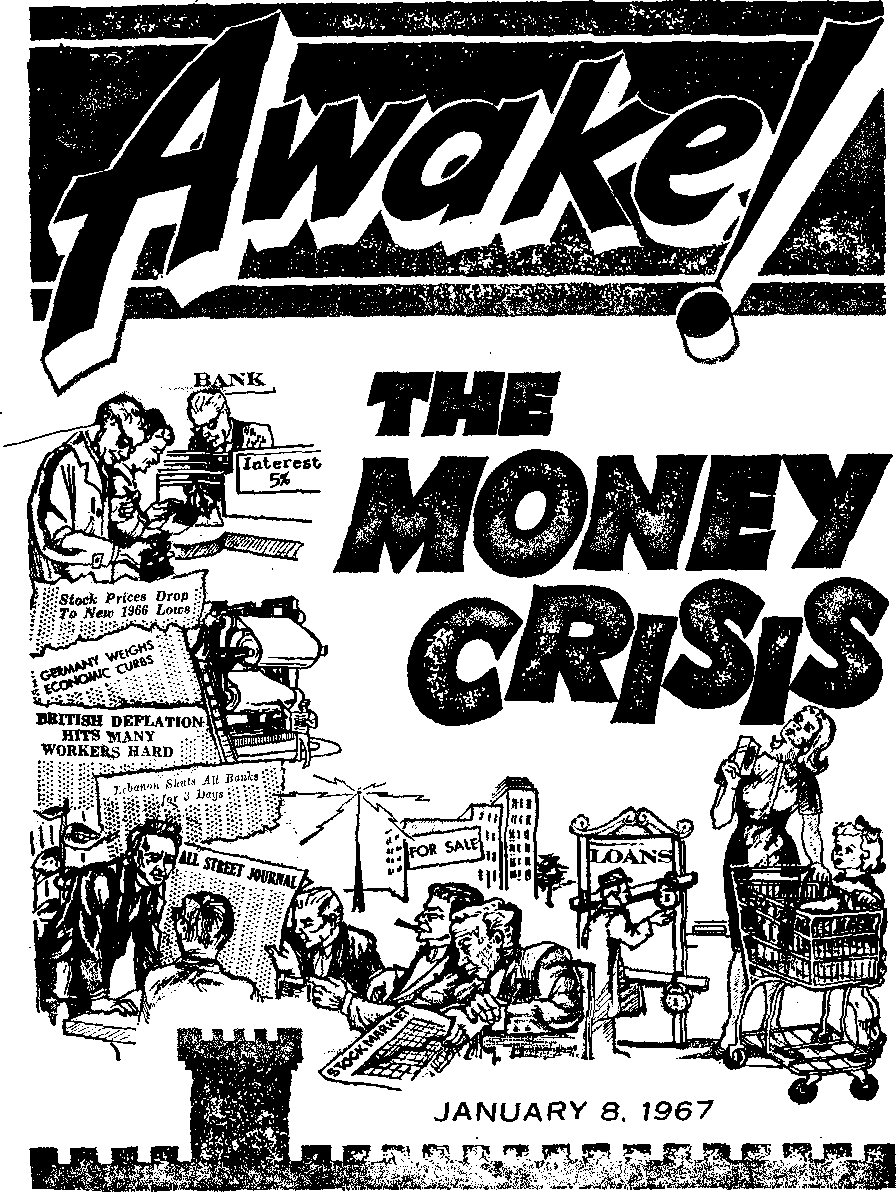 Awake!
THE
MONEY
CRISIS
BANK
Interest
5%
Stock Prices Drop
To New 1966 Lows
GERMANY WEIGHS
ECONOMIC CURBS
BRITISH DEFLATION
HITS MANY
WORKERS HARD
Lebanon Shuts All Banks
for 3 Days
ALL STREET JOURNAL
FOR SALE
LOANS
STOCK MARKET
JANUARY 8, 1967